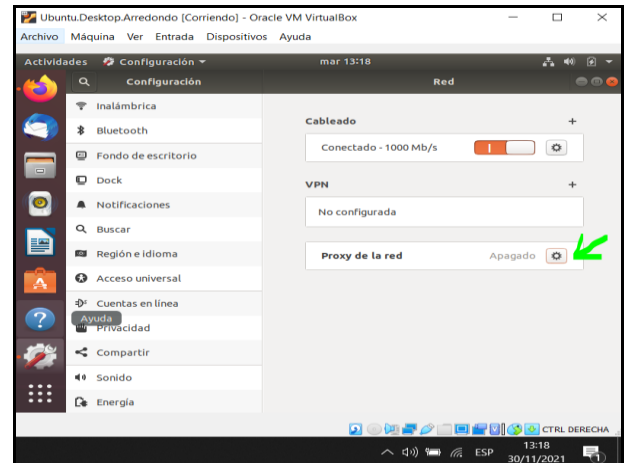 Ubuntu.Desktop.Arredondo [Corriendo] - Oracle VM VirtualBox
Archivo Máquina Ver Entrada Dispositivos Ayuda
Actividades Configuración mar 13:18
Configuración Red
Inalámbrica
Bluetooth
Fondo de escritorio
Dock
Notificaciones
Buscar
Región e idioma
Acceso universal
Cuentas en línea
Privacidad
Compartir
Sonido
Energía
Ayuda
Cableado
Conectado - 1000 Mb/s
VPN
No configurada
Proxy de la red Apagado
CTRL DERECHA
ESP
13:18
30/11/2021
1